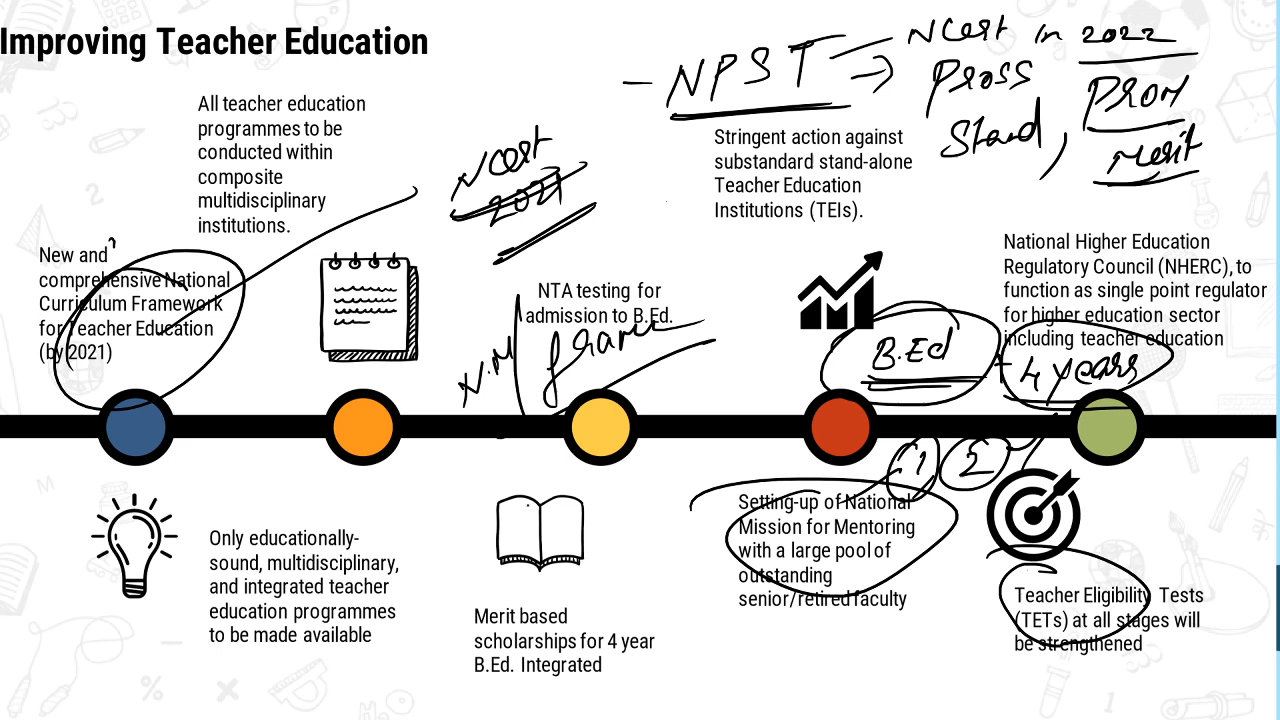 Improving Teacher Education
- NPST
NCERT in 2022
Stand, PROM
Merit
All teacher education
programmes to be
conducted within
composite
multidisciplinary
institutions.
NCERT
2021
Stringent action against
substandard stand-alone
Teacher Education
Institutions (TEIs).
New and
comprehensive National
Curriculum Framework
for Teacher Education
(by 2021)
NTA testing for
admission to B.Ed.
National Higher Education
Regulatory Council (NHERC), to
function as single point regulator
for higher education sector
including teacher education
N.M
B.Ed
4 years
1 2
Only educationally-
sound, multidisciplinary,
and integrated teacher
education programmes
to be made available
Merit based
scholarships for 4 year
B.Ed. Integrated
Setting-up of National
Mission for Mentoring
with a large pool of
outstanding
senior/retired faculty
Teacher Eligibility Tests
(TETs) at all stages will
be strengthened